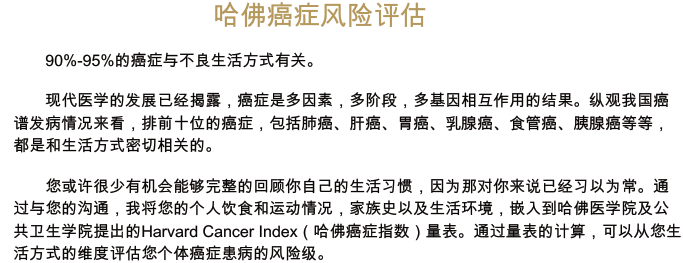 哈佛癌症风险评估
90%-95%的癌症与不良生活方式有关。
现代医学的发展已经揭露，癌症是多因素，多阶段，多基因相互作用的结果。纵观我国癌
谱发病情况来看，排前十位的癌症，包括肺癌、肝癌、胃癌、乳腺癌、食管癌、胰腺癌等等，
都是和生活方式密切相关的。
您或许很少有机会能够完整的回顾你自己的生活习惯，因为那对你来说已经习以为常。通
过与您的沟通，我将您的个人饮食和运动情况，家族史以及生活环境，嵌入到哈佛医学院及公
共卫生学院提出的Harvard Cancer Index（哈佛癌症指数）量表。通过量表的计算，可以从您生
活方式的维度评估您个体癌症患病的风险级。